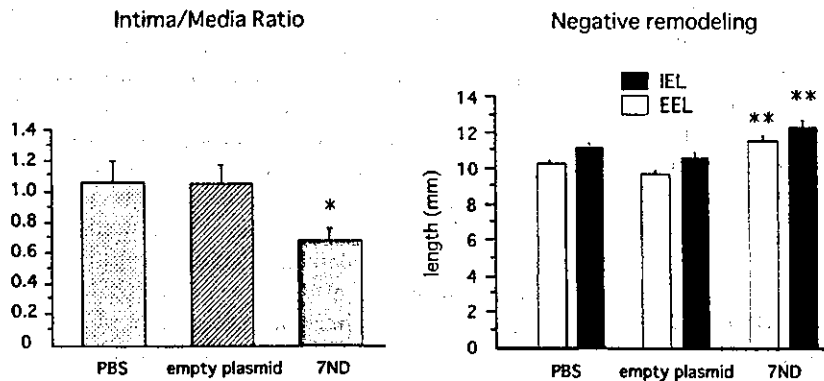 Intima/Media Ratio
1.4
1.2
1.0
0.8
0.6
0.4
0.2
0
*
PBS empty plasmid 7ND
Negative remodeling
IEL
EEL
length (mm)
14
12
10
8
6
4
2
0
** **
PBS empty plasmid 7ND